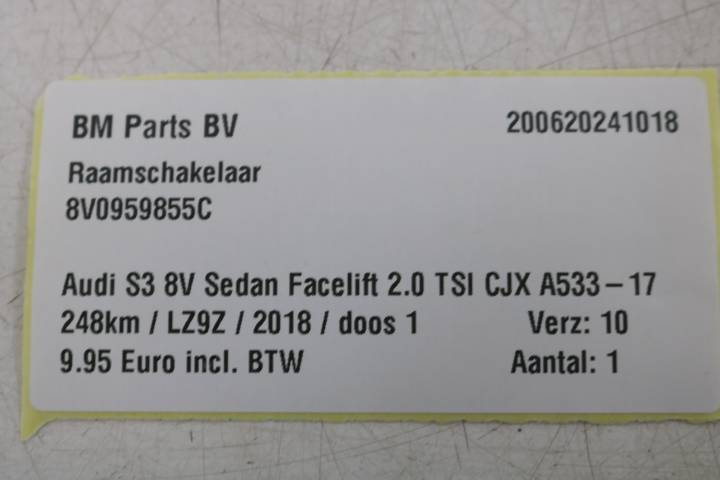 BM Parts BV 200620241018
Raamschakelaar
8V0959855C
Audi S3 8V Sedan Facelift 2.0 TSI CJX A533-17
248km / LZ9Z / 2018 / doos 1 Verz: 10
9.95 Euro incl. BTW Aantal: 1